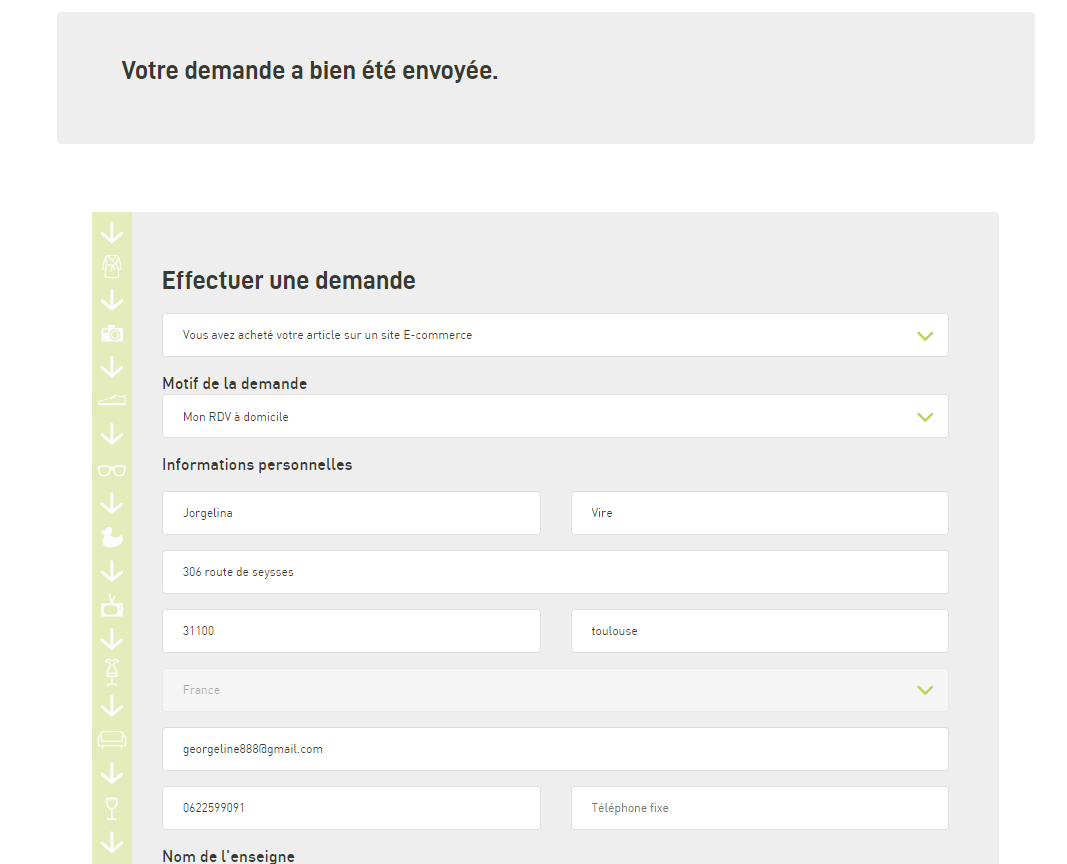 Votre demande a bien été envoyée.
Effectuer une demande
Vous avez acheté votre article sur un site E-commerce
Motif de la demande
Mon RDV à domicile
Informations personnelles
Jorgelina
Vire
306 route de seysses
31100
toulouse
France
georgeline888@gmail.com
0622599091
Téléphone fixe
Nom de l'enseigne